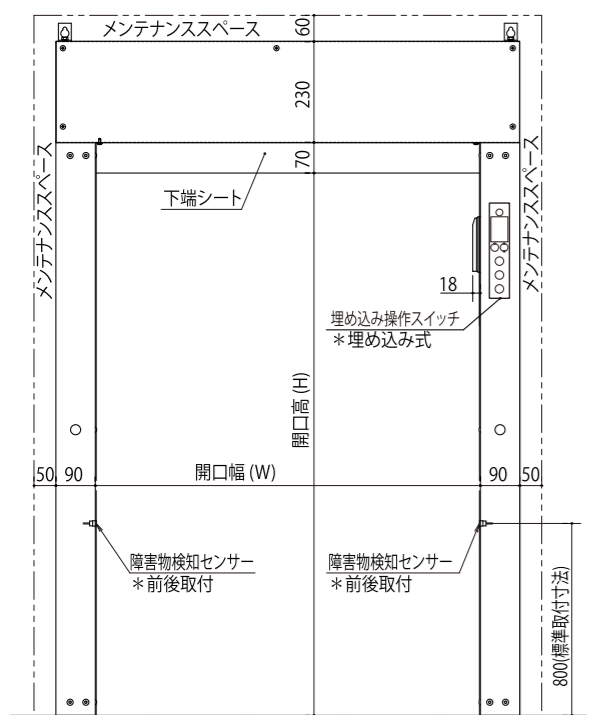 メンテナンススペース
60
230
70
メンテナンススペース
メンテナンススペース
下端シート
18
埋め込み操作スイッチ
＊埋め込み式
開口高 (H)
50
90
開口幅 (W)
90
50
障害物検知センサー
＊前後取付
障害物検知センサー
＊前後取付
800(標準取付寸法)